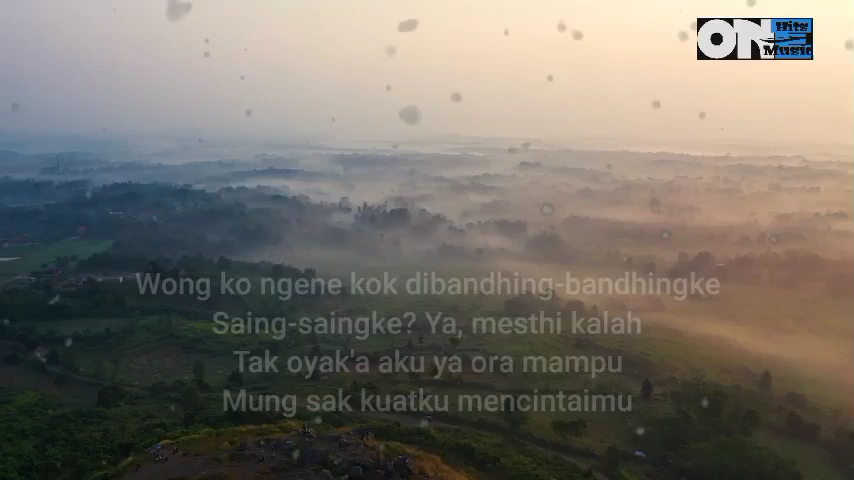 ON Hits Music
Wong ko ngene kok dibandhing-bandhingke
Saing-saingke? Ya, mesthi kalah
Tak oyak'a aku ya ora mampu
Mung sak kuatku mencintaimu